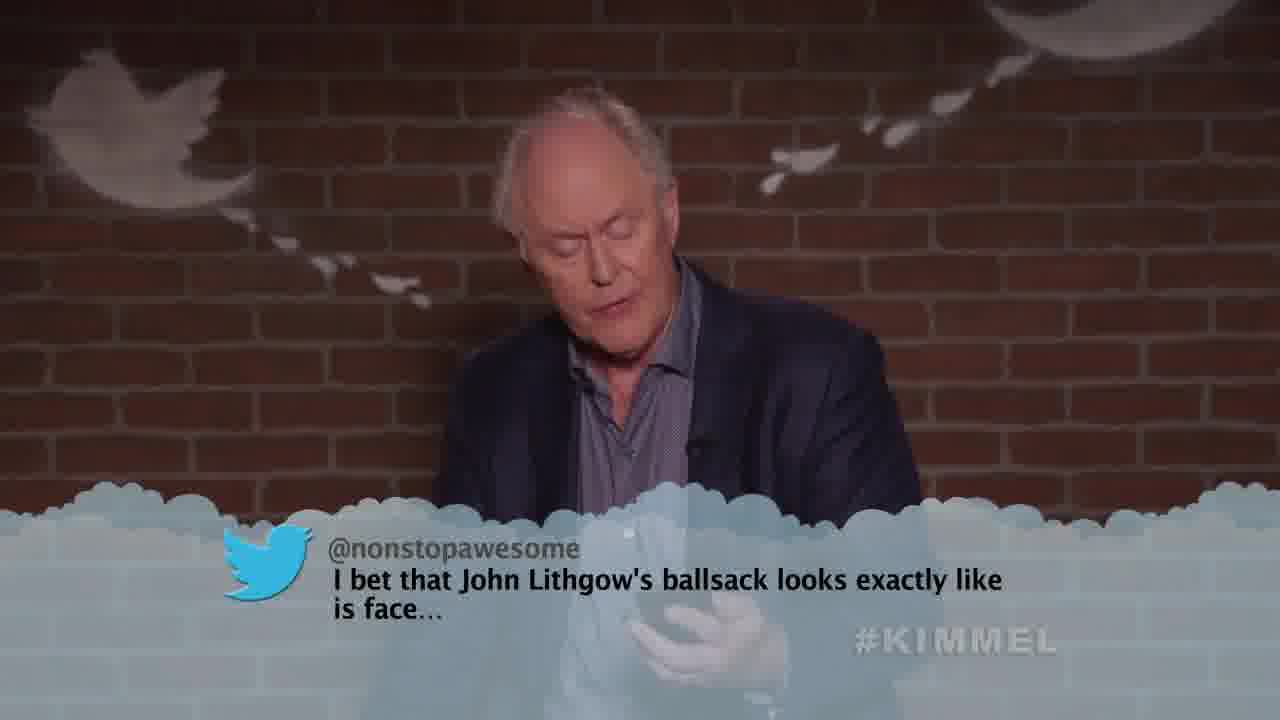 @nonstopawesome
I bet that John Lithgow's ballsack looks exactly like
is face...
#KIMMEL